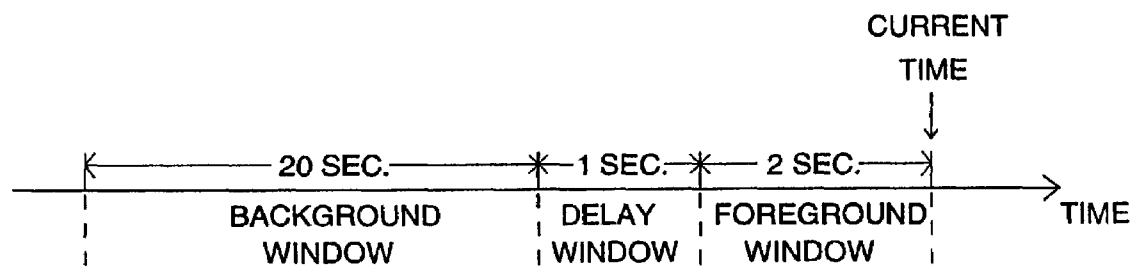 CURRENT
TIME
20 SEC. 1 SEC. 2 SEC.
BACKGROUND DELAY FOREGROUND TIME
WINDOW WINDOW WINDOW